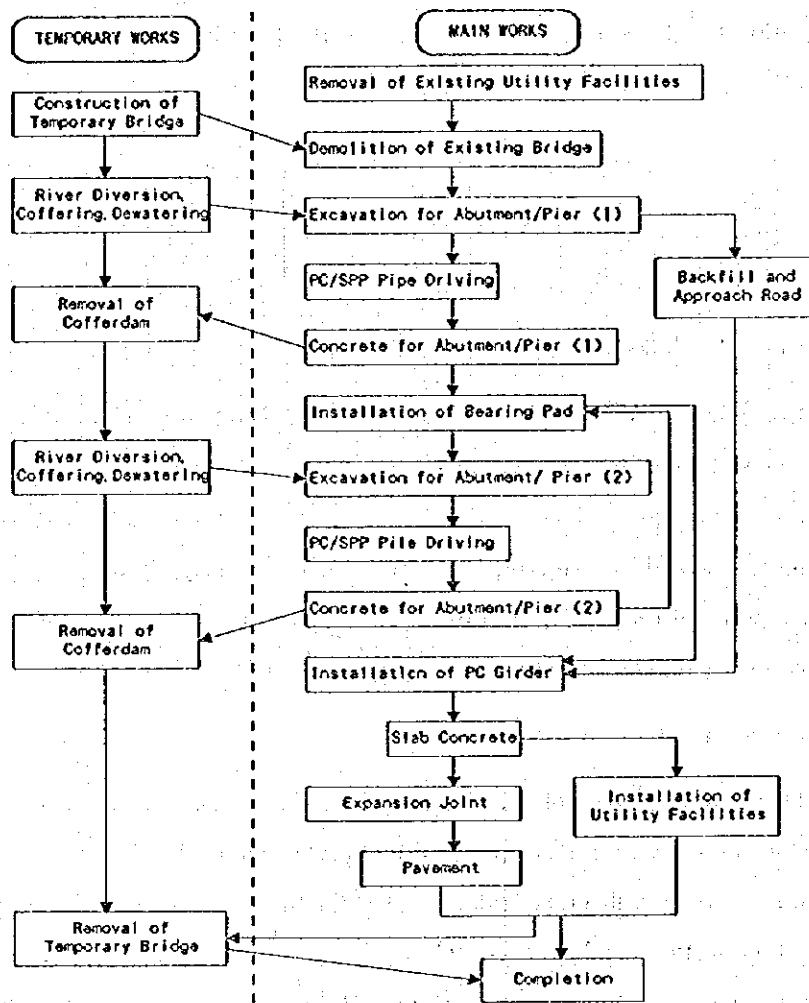 TEMPORARY WORKS
MAIN WORKS
Removal of Existing Utility Facilities
Construction of
Temporary Bridge
Demolition of Existing Bridge
River Diversion,
Coffering, Dewatering
Excavation for Abutment/Pier (1)
PC/SPP Pipe Driving
Backfill and
Approach Road
Removal of
Cofferdam
Concrete for Abutment/Pier (1)
Installation of Bearing Pad
River Diversion,
Coffering, Dewatering
Excavation for Abutment/ Pier (2)
PC/SPP Pile Driving
Concrete for Abutment/Pier (2)
Removal of
Cofferdam
Installation of PC Girder
Slab Concrete
Expansion Joint
Installation of
Utility Facilities
Pavement
Removal of
Temporary Bridge
Completion